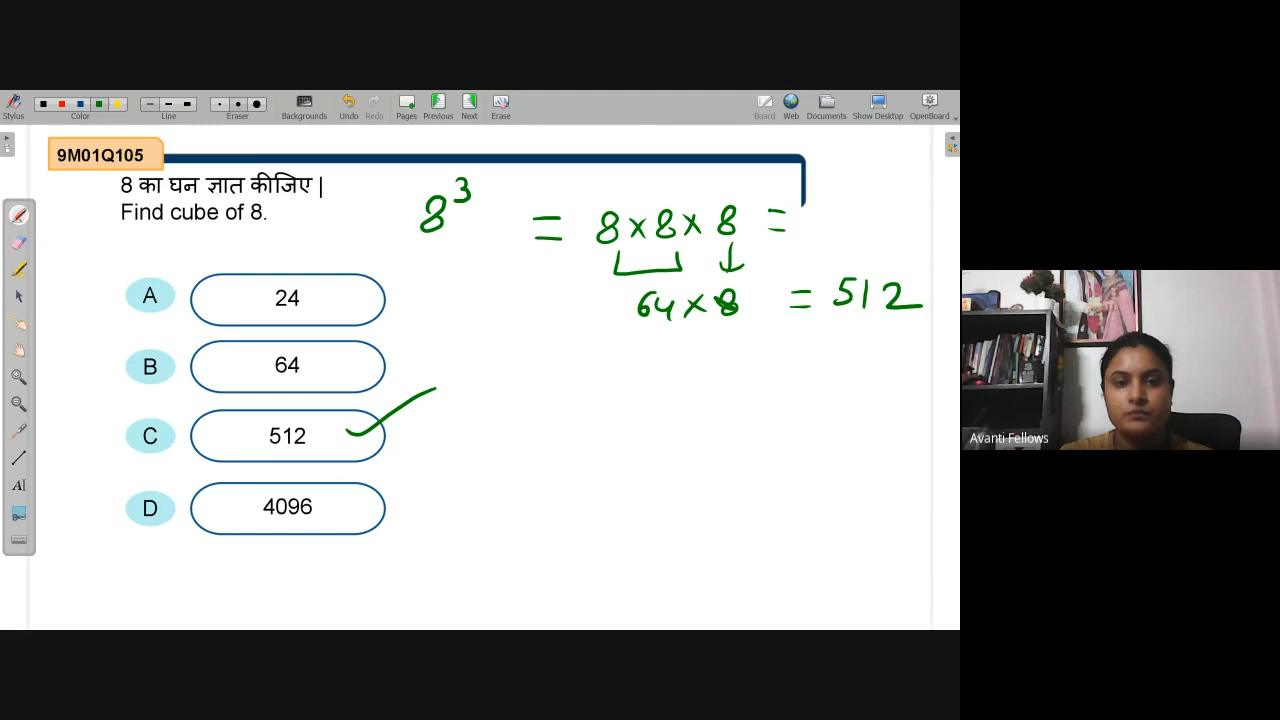 Stylus
Color
Line
Eraser
Backgrounds
Undo
Redo
Pages
Previous
Next
Erase
Board
Web
Documents
Show Desktop
OpenBoard
9M01Q105
8 का घन ज्ञात कीजिए |
Find cube of 8.
8³ = 8 × 8 × 8 =
64 × 8 = 512
A 24
B 64
C 512
D 4096
Avanti Fellows